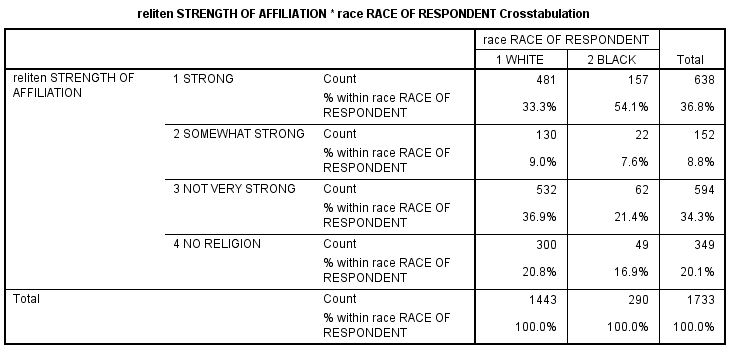 reliten STRENGTH OF AFFILIATION * race RACE OF RESPONDENT Crosstabulation
race RACE OF RESPONDENT
1 WHITE 2 BLACK Total
reliten STRENGTH OF AFFILIATION 1 STRONG Count 481 157 638
% within race RACE OF RESPONDENT 33.3% 54.1% 36.8%
2 SOMEWHAT STRONG Count 130 22 152
% within race RACE OF RESPONDENT 9.0% 7.6% 8.8%
3 NOT VERY STRONG Count 532 62 594
% within race RACE OF RESPONDENT 36.9% 21.4% 34.3%
4 NO RELIGION Count 300 49 349
% within race RACE OF RESPONDENT 20.8% 16.9% 20.1%
Total Count 1443 290 1733
% within race RACE OF RESPONDENT 100.0% 100.0% 100.0%